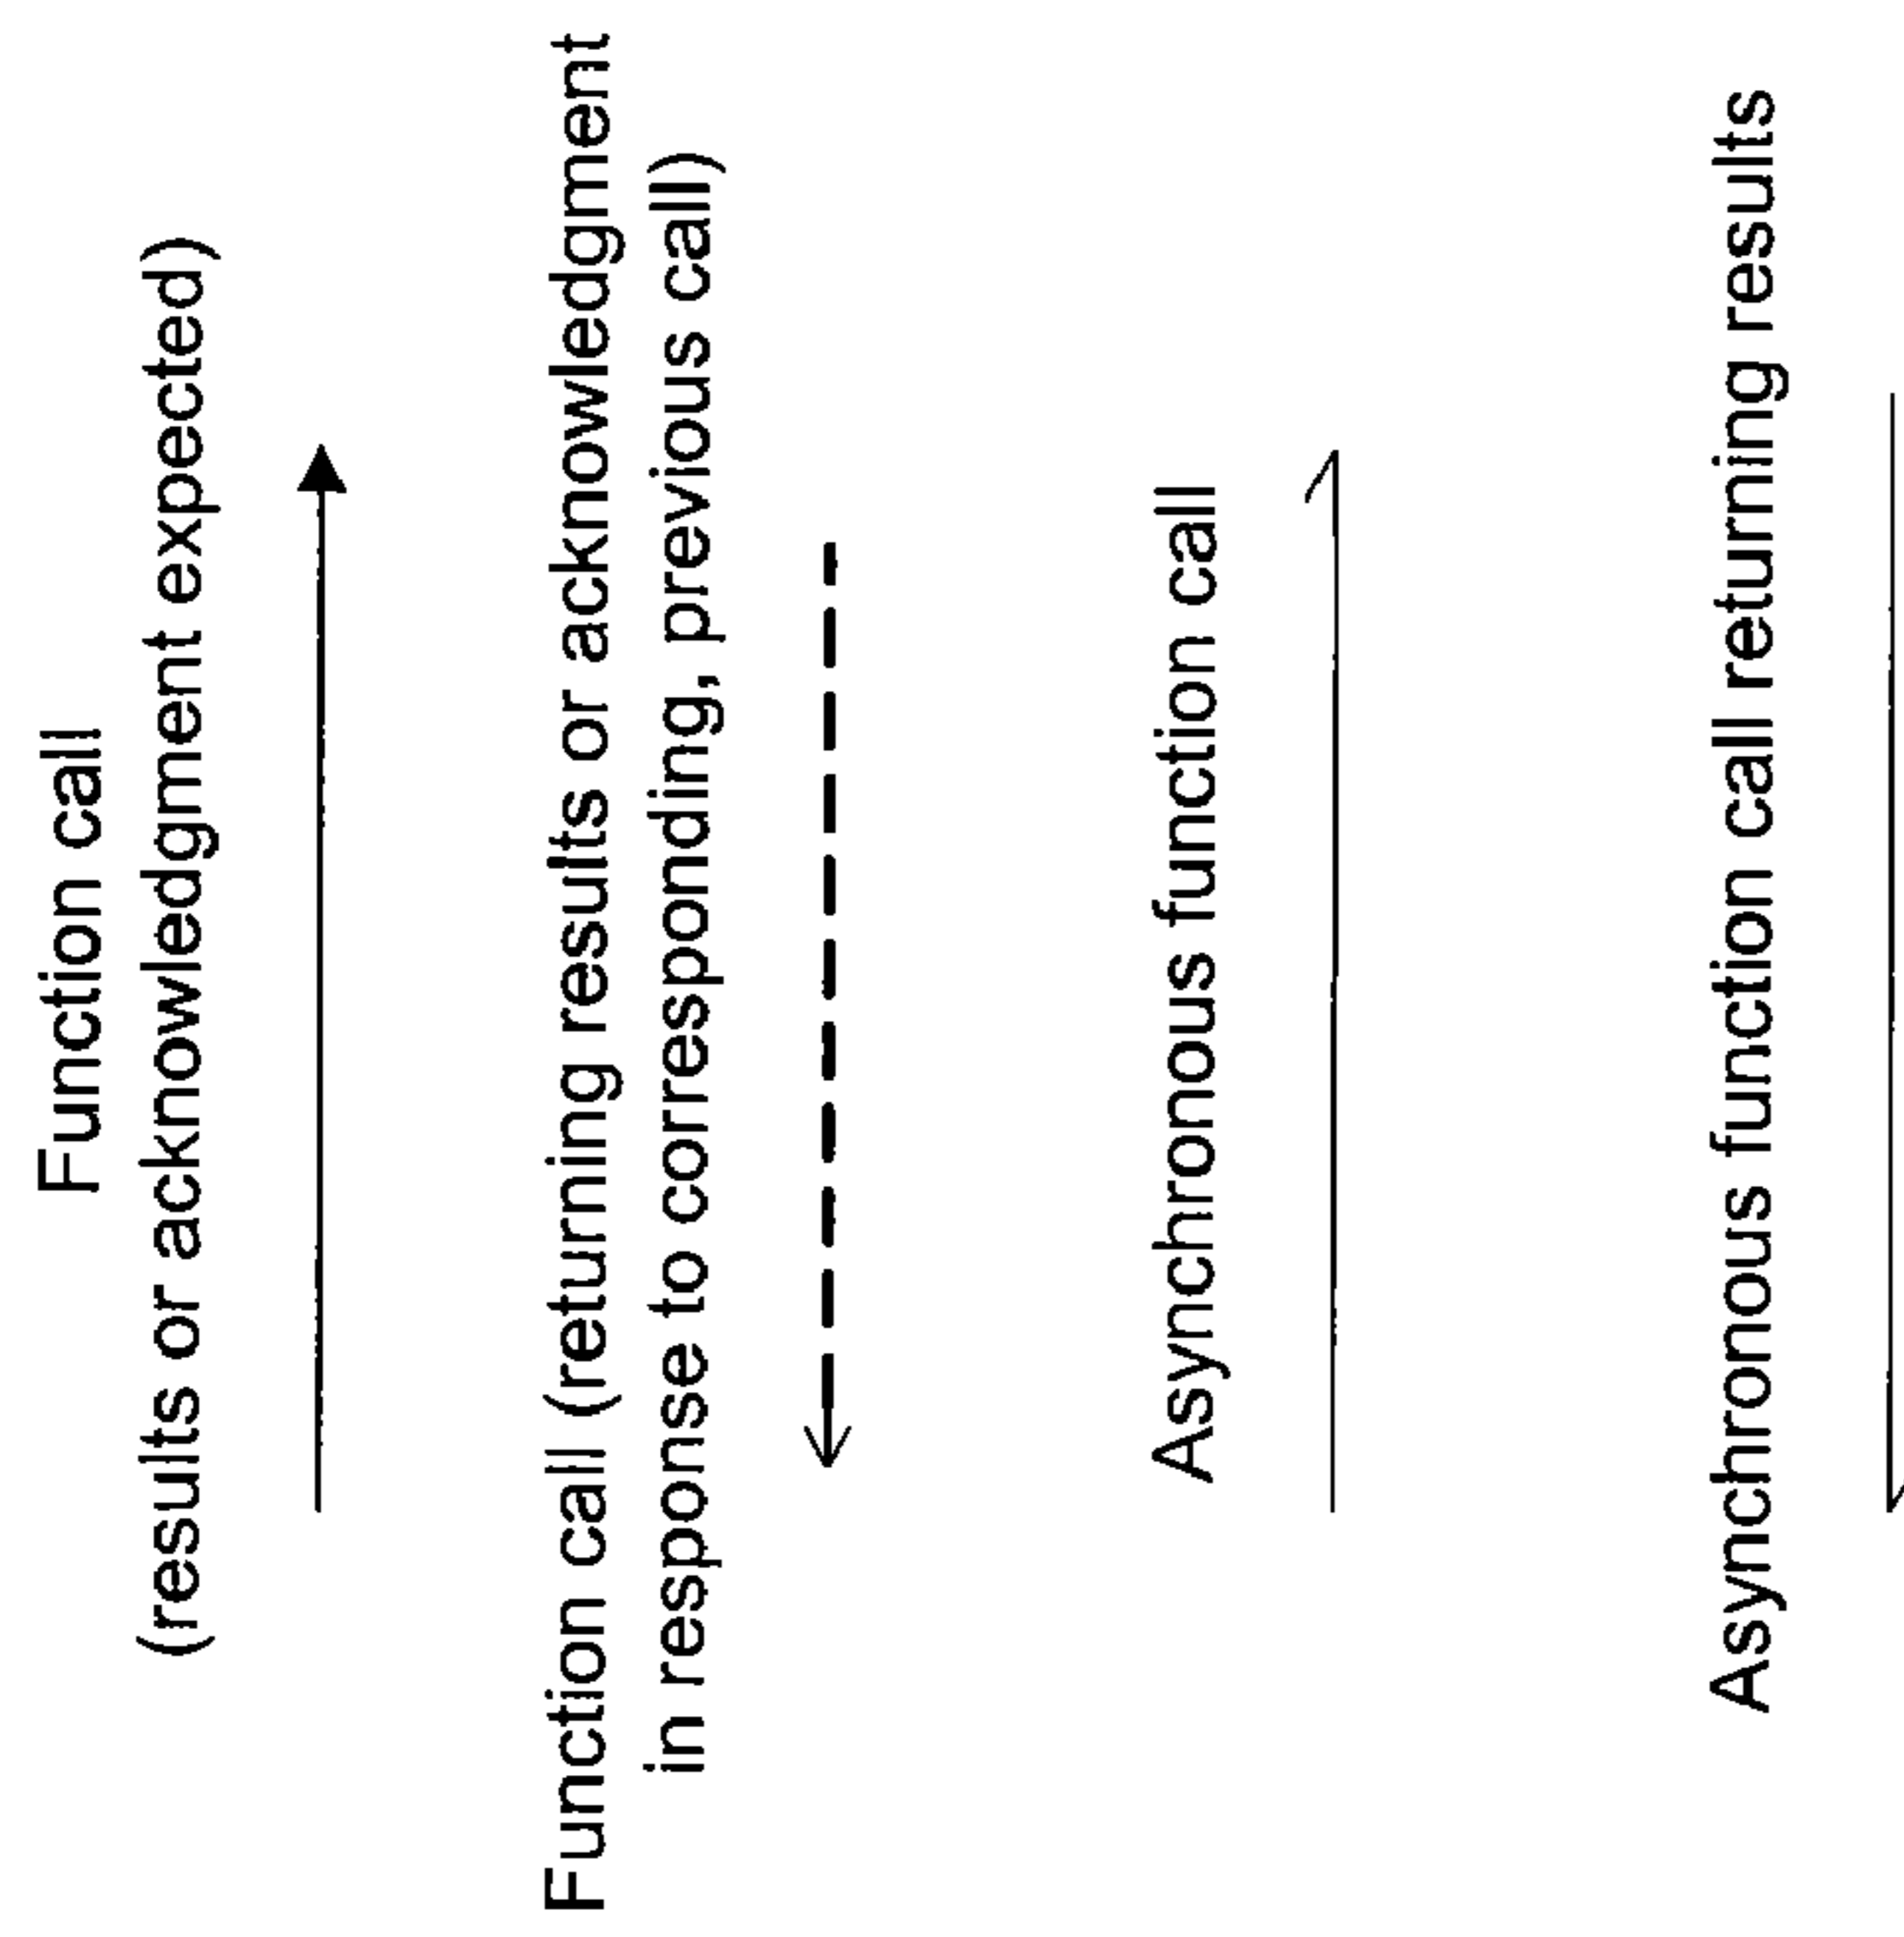 Function call
(results or acknowledgment expected)
Function call (returning results or acknowledgment
in response to corresponding, previous call)
Asynchronous function call
Asynchronous function call returning results